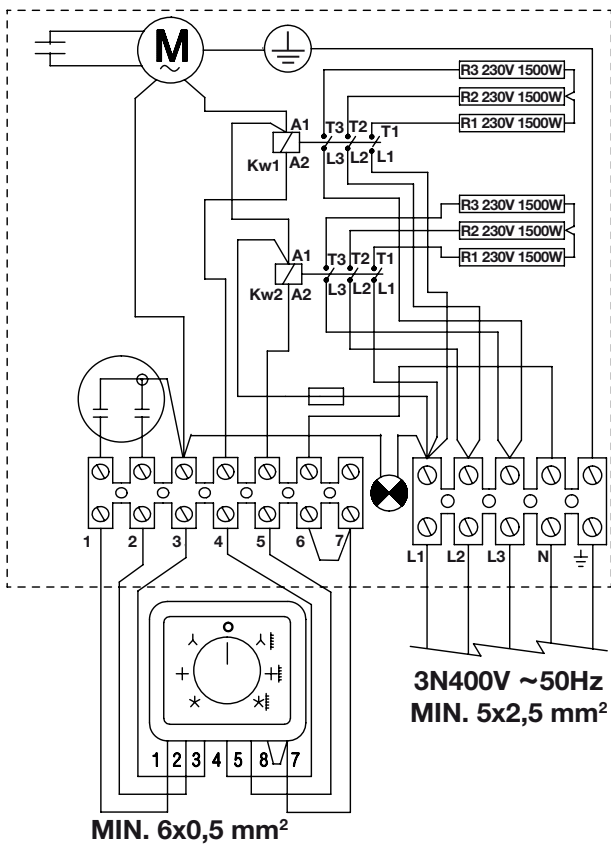 M
~
R3 230V 1500W
R2 230V 1500W
R1 230V 1500W
A1
T3 T2 T1
Kw1 A2 L3 L2 L1
R3 230V 1500W
R2 230V 1500W
R1 230V 1500W
A1 T3 T2 T1
Kw2 A2 L3 L2 L1
1 2 3 4 5 6 7
L1 L2 L3 N
3N400V ~50Hz
MIN. 5x2,5 mm²
1 2 3 4 5 8 7
MIN. 6x0,5 mm²